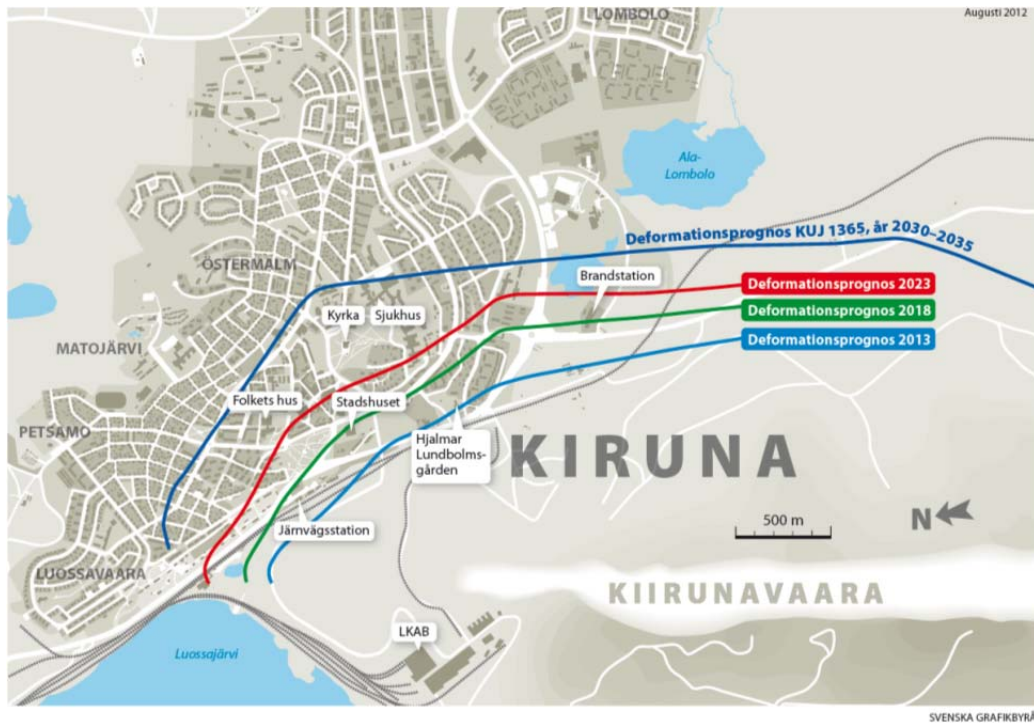 LOMBOLO
Augusti 2012
Ala-
Lombolo
Deformationsprognos KUJ 1365, år 2030–2035
ÖSTERMALM
Brandstation
Deformationsprognos 2023
Kyrka
Sjukhus
Deformationsprognos 2018
MATOJÄRVI
Deformationsprognos 2013
Folkets hus
Stadshuset
PETSAMO
Hjalmar
Lundbolms-
gården
KIRUNA
500 m
N
Järnvägsstation
LUOSSAVAARA
KIIRUNAVAARA
LKAB
Luossajärvi
SVENSKA GRAFIKBYRÅ